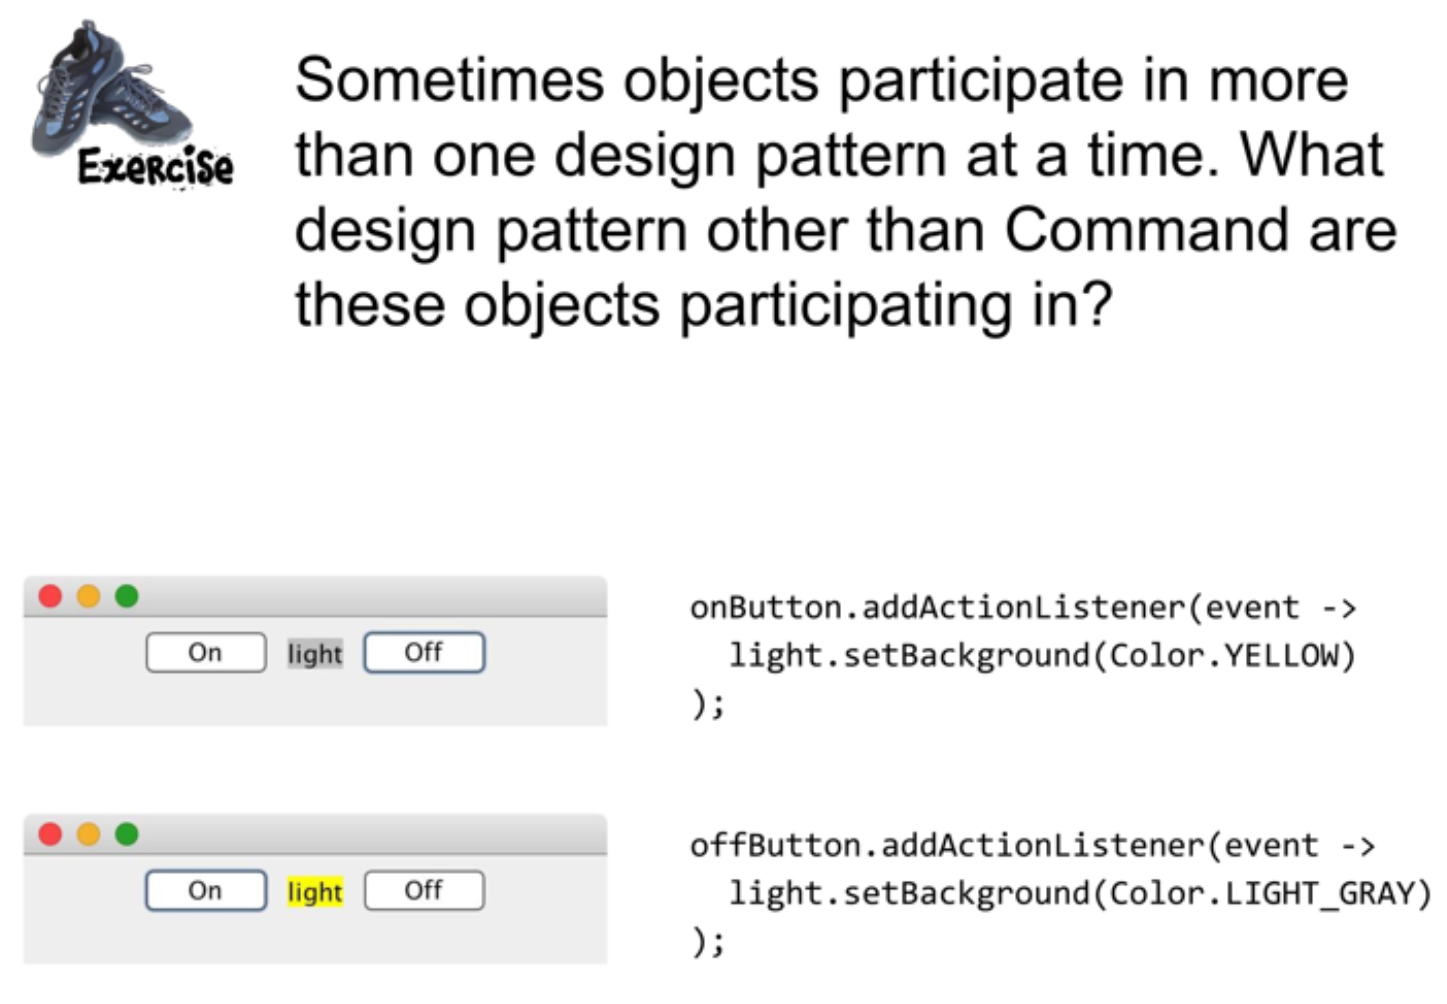 Exercise
Sometimes objects participate in more
than one design pattern at a time. What
design pattern other than Command are
these objects participating in?
On light Off
onButton.addActionListener(event ->
light.setBackground(Color.YELLOW)
);
On light Off
offButton.addActionListener(event ->
light.setBackground(Color.LIGHT_GRAY)
);